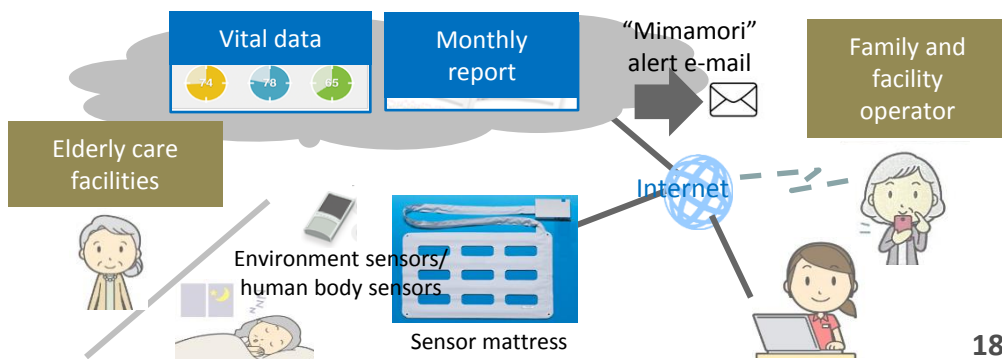 Vital data
74
78
65
Monthly
report
“Mimamori”
alert e-mail
Family and
facility
operator
Elderly care
facilities
Internet
Environment sensors/
human body sensors
Sensor mattress
18